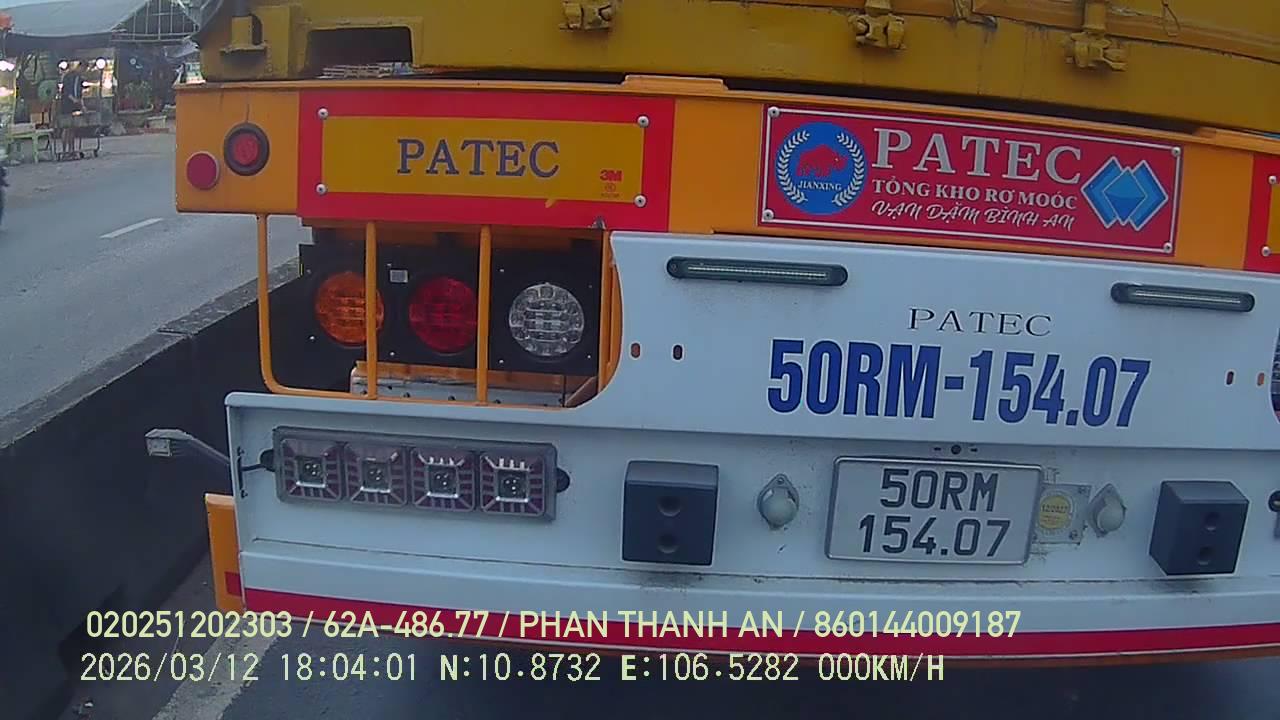 PATEC
3M
JIANXING
PATEC
TỔNG KHO RƠ MOÓC
VẠN DẶM BÌNH AN
PATEC
50RM-154.07
50RM
154.07
020251202303 / 62A-486.77 / PHAN THANH AN / 860144009187
2026/03/12 18:04:01 N:10.8732 E:106.5282 000KM/H